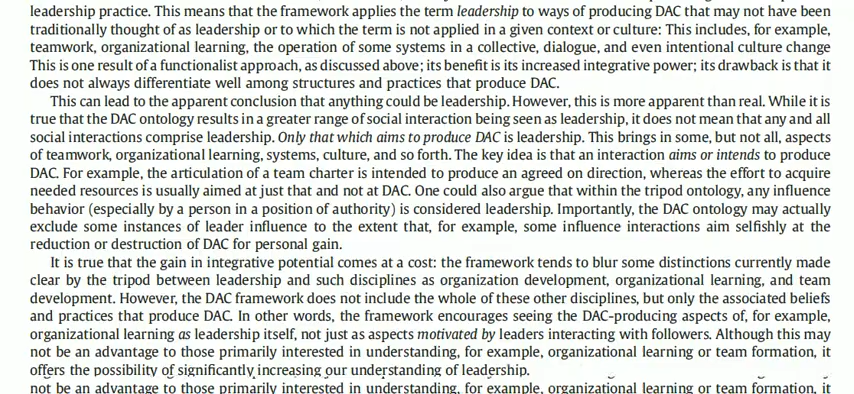 leadership practice. This means that the framework applies the term leadership to ways of producing DAC that may not have been
traditionally thought of as leadership or to which the term is not applied in a given context or culture: This includes, for example,
teamwork, organizational learning, the operation of some systems in a collective, dialogue, and even intentional culture change
This is one result of a functionalist approach, as discussed above; its benefit is its increased integrative power; its drawback is that it
does not always differentiate well among structures and practices that produce DAC.
This can lead to the apparent conclusion that anything could be leadership. However, this is more apparent than real. While it is
true that the DAC ontology results in a greater range of social interaction being seen as leadership, it does not mean that any and all
social interactions comprise leadership. Only that which aims to produce DAC is leadership. This brings in some, but not all, aspects
of teamwork, organizational learning, systems, culture, and so forth. The key idea is that an interaction aims or intends to produce
DAC. For example, the articulation of a team charter is intended to produce an agreed on direction, whereas the effort to acquire
needed resources is usually aimed at just that and not at DAC. One could also argue that within the tripod ontology, any influence
behavior (especially by a person in a position of authority) is considered leadership. Importantly, the DAC ontology may actually
exclude some instances of leader influence to the extent that, for example, some influence interactions aim selfishly at the
reduction or destruction of DAC for personal gain.
It is true that the gain in integrative potential comes at a cost: the framework tends to blur some distinctions currently made
clear by the tripod between leadership and such disciplines as organization development, organizational learning, and team
development. However, the DAC framework does not include the whole of these other disciplines, but only the associated beliefs
and practices that produce DAC. In other words, the framework encourages seeing the DAC-producing aspects of, for example,
organizational learning as leadership itself, not just as aspects motivated by leaders interacting with followers. Although this may
not be an advantage to those primarily interested in understanding, for example, organizational learning or team formation, it
offers the possibility of significantly increasing our understanding of leadership.
not be an advantage to those primarily interested in understanding, for example, organizational learning or team formation, it